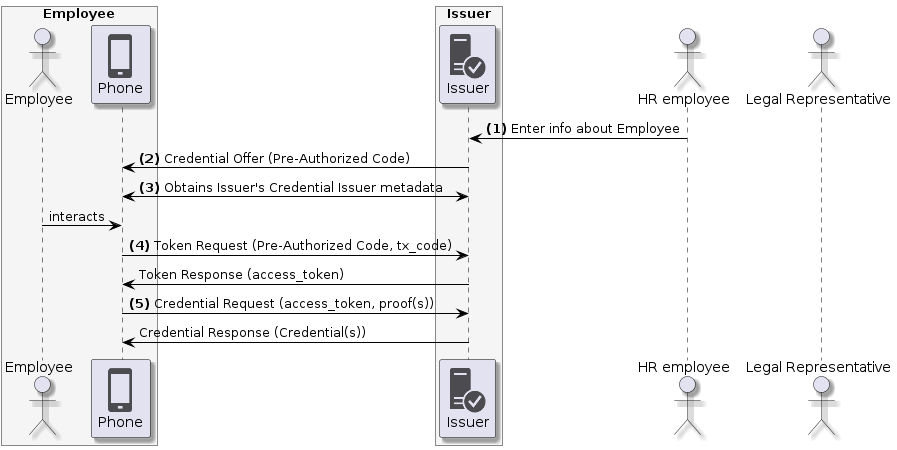 Employee
Issuer
Employee
Phone
Issuer
HR employee
Legal Representative
(1) Enter info about Employee
(2) Credential Offer (Pre-Authorized Code)
(3) Obtains Issuer's Credential Issuer metadata
interacts
(4) Token Request (Pre-Authorized Code, tx_code)
Token Response (access_token)
(5) Credential Request (access_token, proof(s))
Credential Response (Credential(s))
Employee
Phone
Issuer
HR employee
Legal Representative